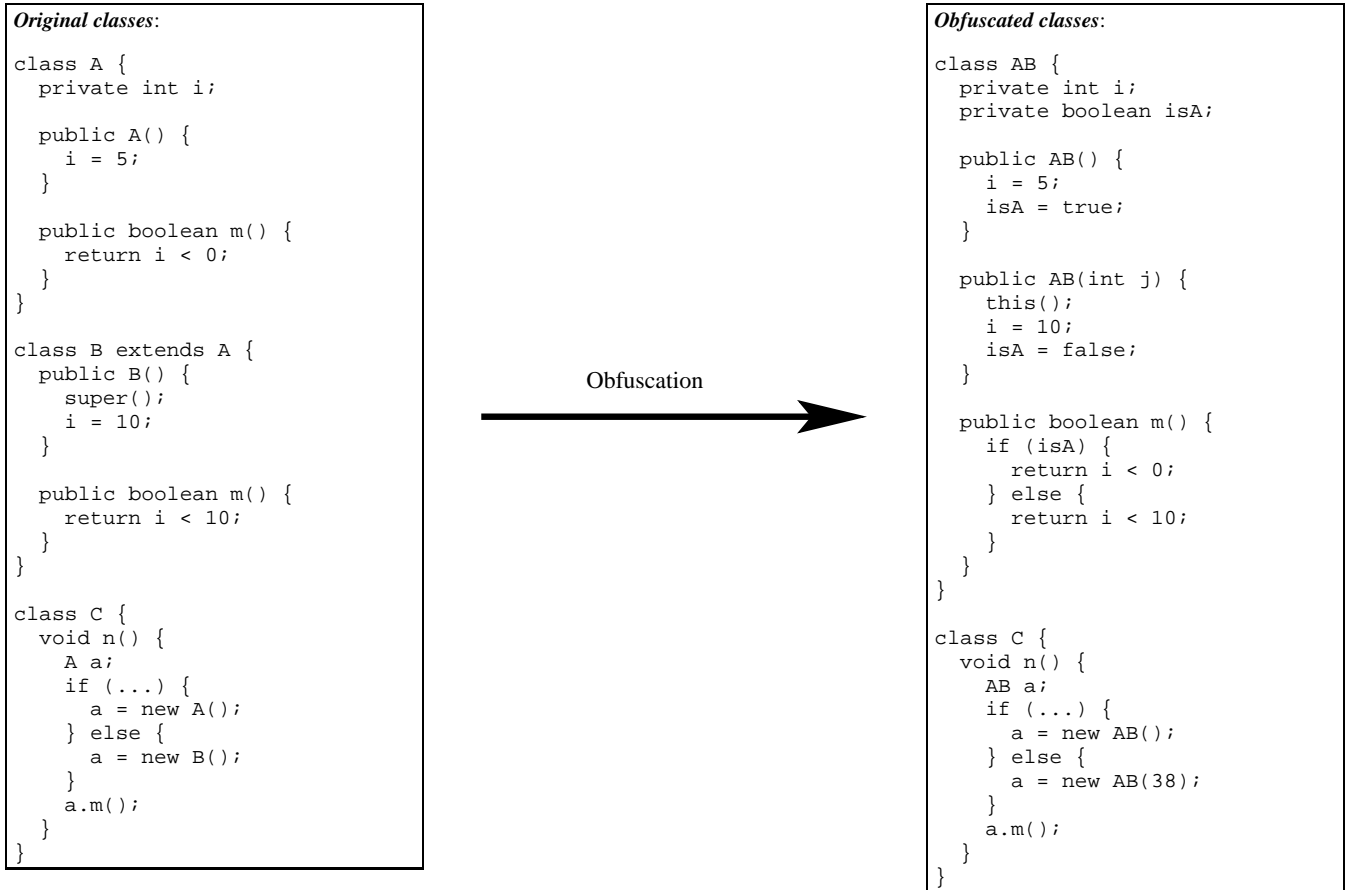 Original classes:
class A {
  private int i;
  public A() {
    i = 5;
  }
  public boolean m() {
    return i < 0;
  }
}
class B extends A {
  public B() {
    super();
    i = 10;
  }
  public boolean m() {
    return i < 10;
  }
}
class C {
  void n() {
    A a;
    if (...) {
      a = new A();
    } else {
      a = new B();
    }
    a.m();
  }
}
Obfuscation
Obfuscated classes:
class AB {
  private int i;
  private boolean isA;
  public AB() {
    i = 5;
    isA = true;
  }
  public AB(int j) {
    this();
    i = 10;
    isA = false;
  }
  public boolean m() {
    if (isA) {
      return i < 0;
    } else {
      return i < 10;
    }
  }
}
class C {
  void n() {
    AB a;
    if (...) {
      a = new AB();
    } else {
      a = new AB(38);
    }
    a.m();
  }
}